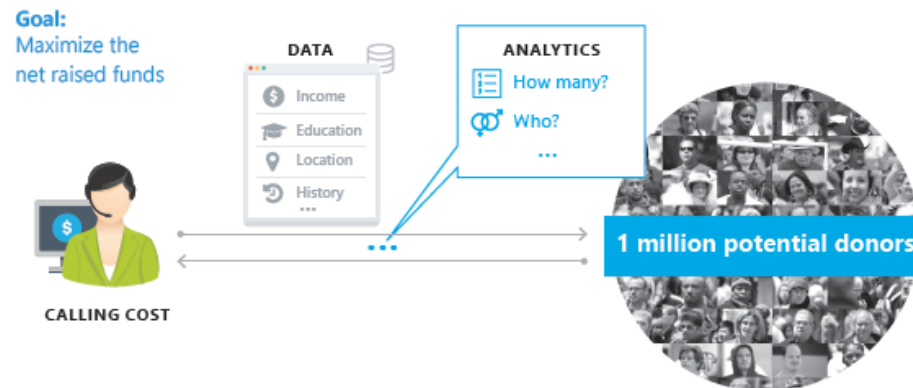 Goal:
Maximize the
net raised funds
DATA
Income
Education
Location
History
...
ANALYTICS
How many?
Who?
...
...
1 million potential donors
CALLING COST